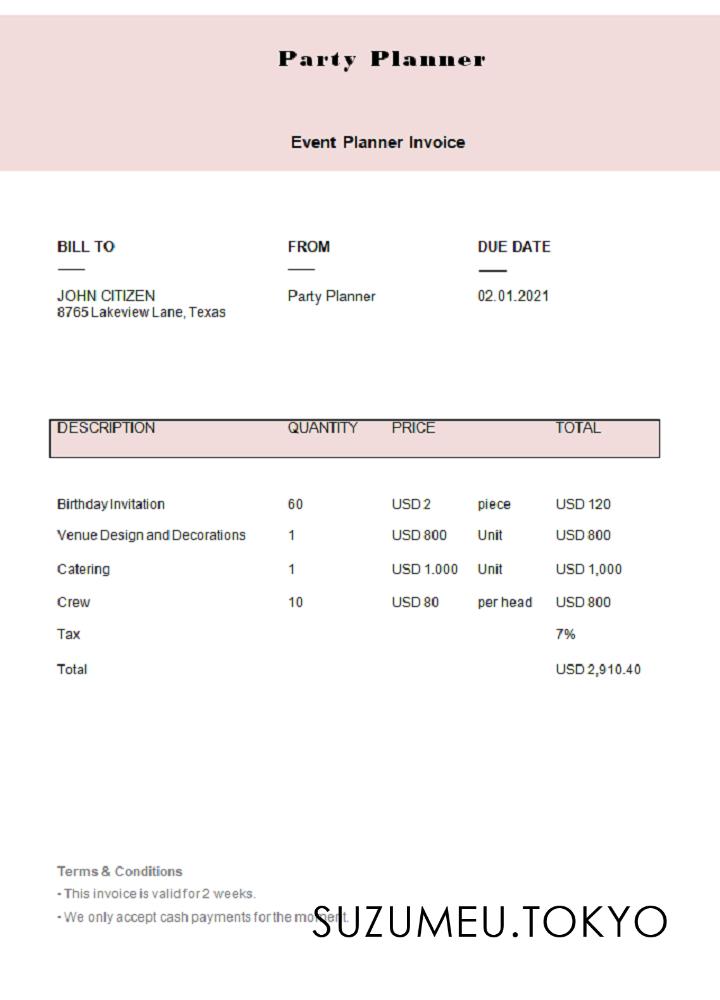 Party Planner
Event Planner Invoice
BILL TO FROM DUE DATE
JOHN CITIZEN Party Planner 02.01.2021
8765 Lakeview Lane, Texas
DESCRIPTION QUANTITY PRICE TOTAL
Birthday Invitation 60 USD 2 piece USD 120
Venue Design and Decorations 1 USD 800 Unit USD 800
Catering 1 USD 1.000 Unit USD 1,000
Crew 10 USD 80 per head USD 800
Tax 7%
Total USD 2,910.40
Terms & Conditions
- This invoice is valid for 2 weeks.
- We only accept cash payments for the moment.
SUZUMEU.TOKYO